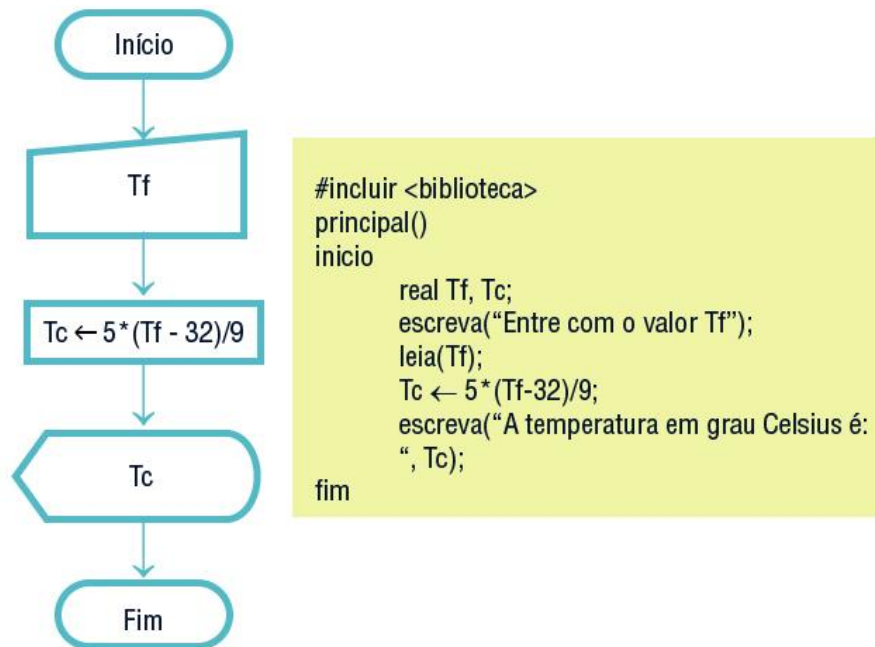 Início
Tf
Tc ← 5*(Tf - 32)/9
Tc
Fim
#incluir <biblioteca>
principal()
inicio
real Tf, Tc;
escreva(“Entre com o valor Tf”);
leia(Tf);
Tc ← 5*(Tf-32)/9;
escreva(“A temperatura em grau Celsius é:
“, Tc);
fim